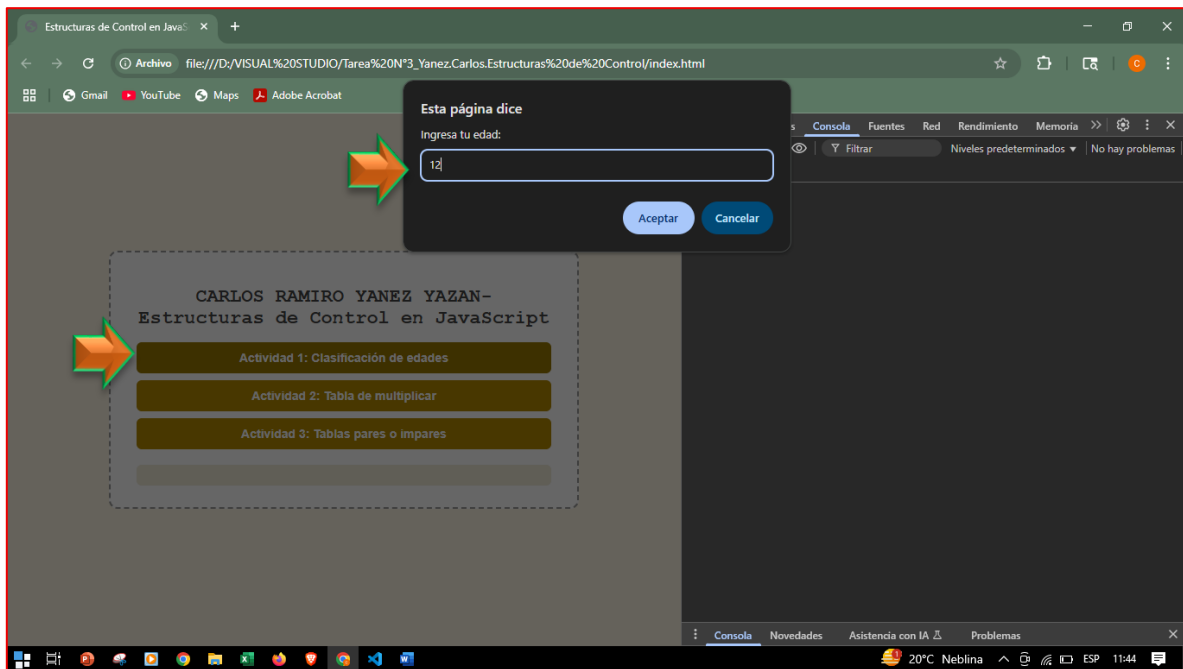 Estructuras de Control en JavaS
Archivo file:///D:/VISUAL%20STUDIO/Tarea%20N°3_Yanez.Carlos.Estructuras%20de%20Control/index.html
C
Gmail YouTube Maps Adobe Acrobat
Esta página dice
Ingresa tu edad:
12
Aceptar Cancelar
s Consola Fuentes Red Rendimiento Memoria
Filtrar Niveles predeterminados No hay problemas
CARLOS RAMIRO YANEZ YAZAN-
Estructuras de Control en JavaScript
Actividad 1: Clasificación de edades
Actividad 2: Tabla de multiplicar
Actividad 3: Tablas pares o impares
Consola Novedades Asistencia con IA Problemas
20°C Neblina ESP 11:44